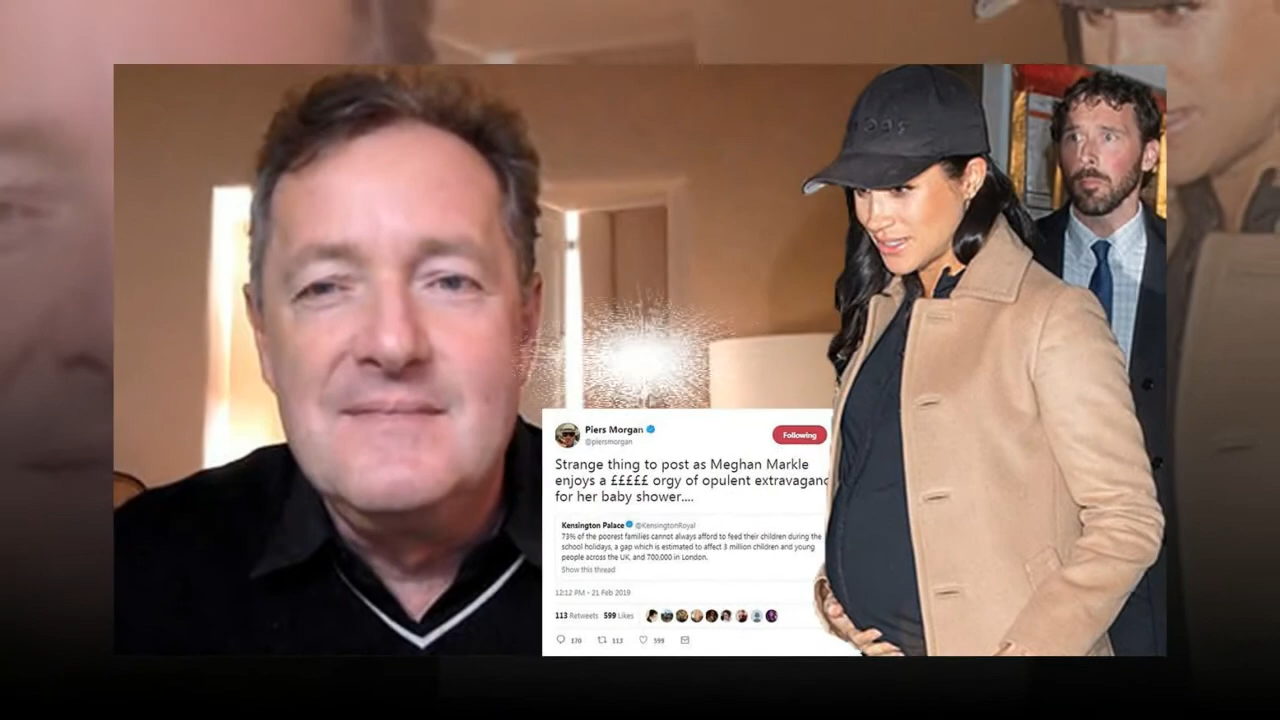 Piers Morgan
@piersmorgan
Following
Strange thing to post as Meghan Markle
enjoys a £££££ orgy of opulent extravaganc
for her baby shower....
Kensington Palace @KensingtonRoyal
73% of the poorest families cannot always afford to feed their children during the
school holidays, a gap which is estimated to affect 3 million children and young
people across the UK, and 700,000 in London.
Show this thread
12:12 PM - 21 Feb 2019
113 Retweets 599 Likes
170 113 599